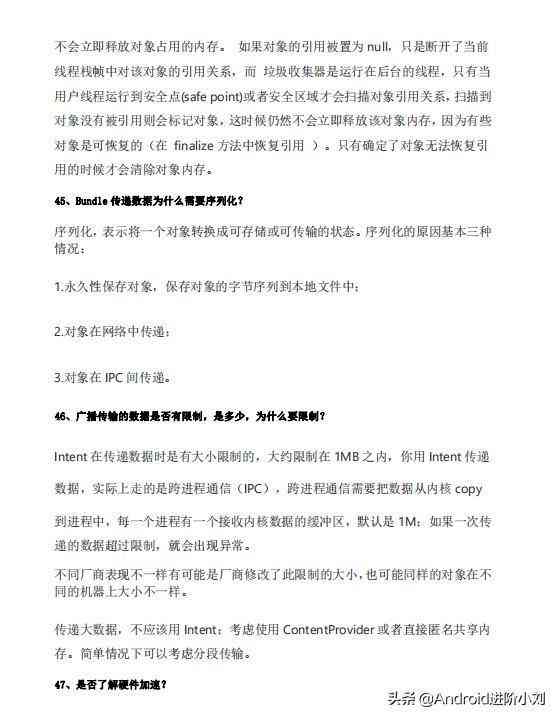 不会立即释放对象占用的内存。 如果对象的引用被置为 null，只是断开了当前
线程栈帧中对该对象的引用关系，而 垃圾收集器是运行在后台的线程，只有当
用户线程运行到安全点(safe point)或者安全区域才会扫描对象引用关系，扫描到
对象没有被引用则会标记对象，这时候仍然不会立即释放该对象内存，因为有些
对象是可恢复的（在 finalize 方法中恢复引用 ）。只有确定了对象无法恢复引
用的时候才会清除对象内存。
45、Bundle 传递数据为什么需要序列化？
序列化，表示将一个对象转换成可存储或可传输的状态。序列化的原因基本三种
情况：
1.永久性保存对象，保存对象的字节序列到本地文件中；
2.对象在网络中传递；
3.对象在 IPC 间传递。
46、广播传输的数据是否有限制，是多少，为什么要限制？
Intent 在传递数据时是有大小限制的，大约限制在 1MB 之内，你用 Intent 传递
数据，实际上走的是跨进程通信（IPC），跨进程通信需要把数据从内核 copy
到进程中，每一个进程有一个接收内核数据的缓冲区，默认是 1M；如果一次传
递的数据超过限制，就会出现异常。
不同厂商表现不一样有可能是厂商修改了此限制的大小，也可能同样的对象在不
同的机器上大小不一样。
传递大数据，不应该用 Intent；考虑使用 ContentProvider 或者直接匿名共享内
存。简单情况下可以考虑分段传输。
47、是否了解硬件加速？
头条 @Android进阶小刘